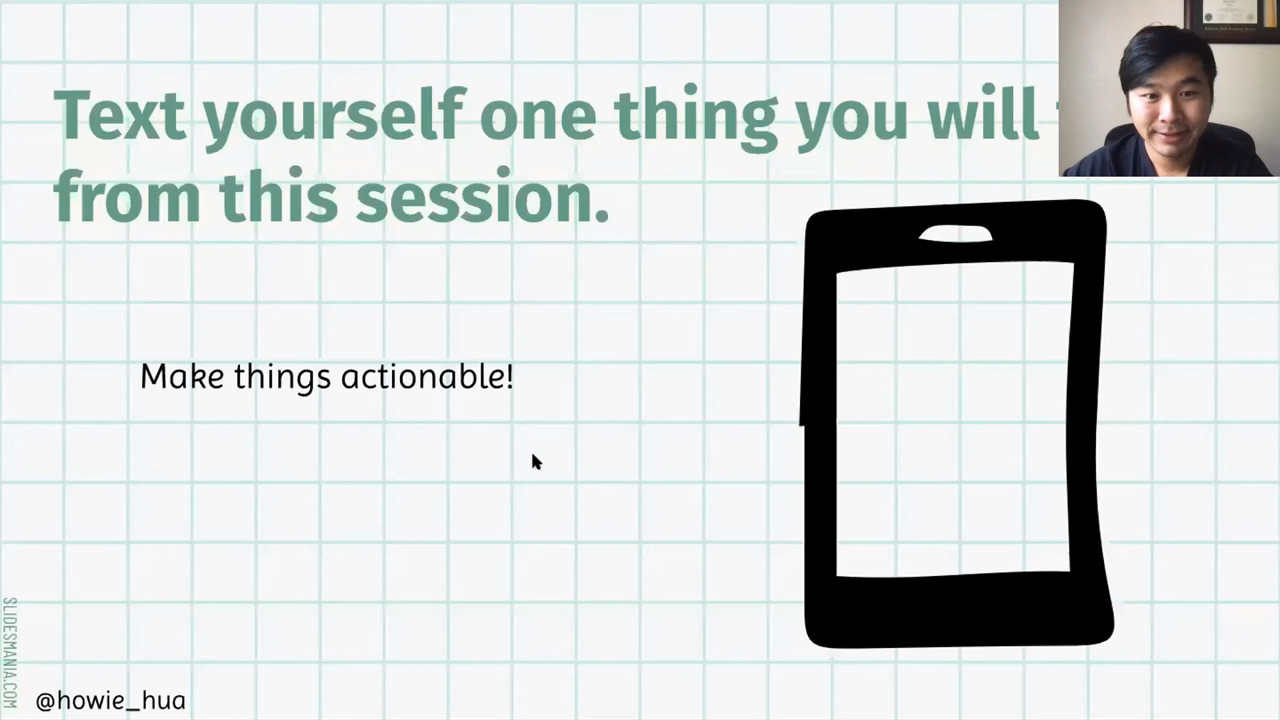 Text yourself one thing you will
from this session.
Make things actionable!
SLIDESMANIA.COM
@howie_hua